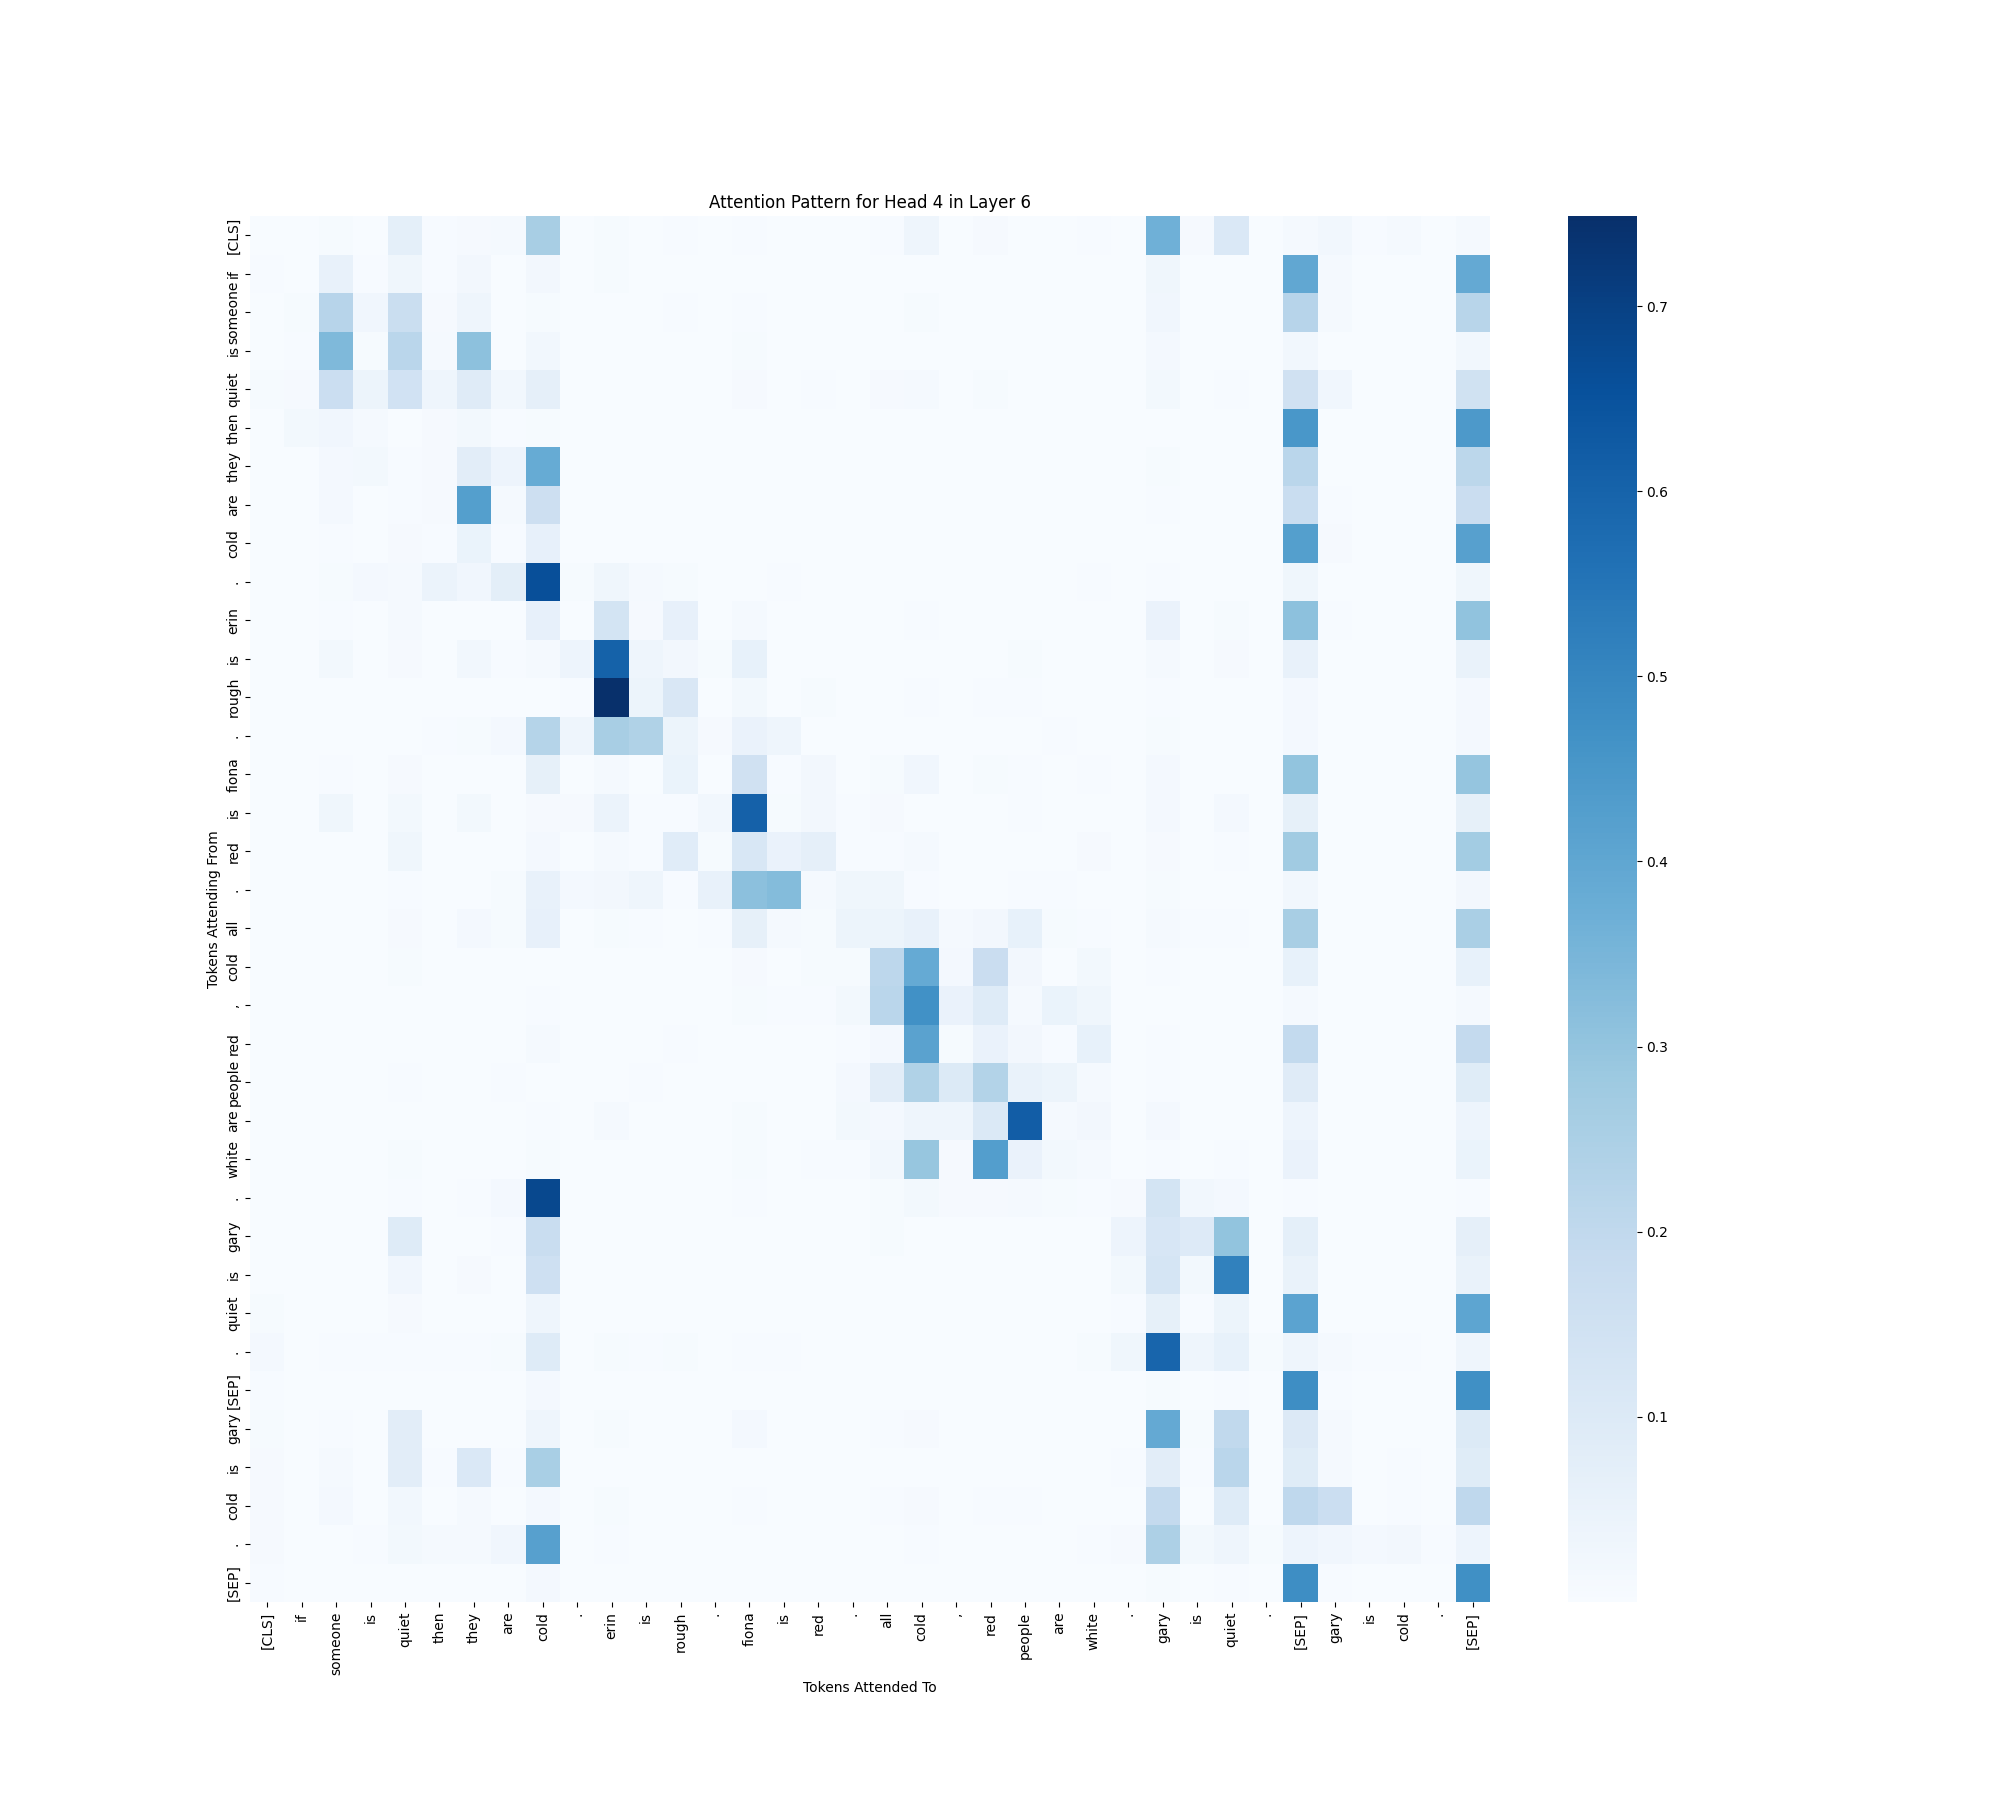 Attention Pattern for Head 4 in Layer 6
Tokens Attending From
[CLS]
if
someone
is
quiet
then
they
are
cold
.
erin
is
rough
.
fiona
is
red
.
all
cold
,
red
people
are
white
.
gary
is
quiet
.
[SEP]
gary
is
cold
.
[SEP]
[CLS] if someone is quiet then they are cold . erin is rough . fiona is red . all cold , red people are white . gary is quiet . [SEP] gary is cold . [SEP]
Tokens Attended To
0.7
0.6
0.5
0.4
0.3
0.2
0.1